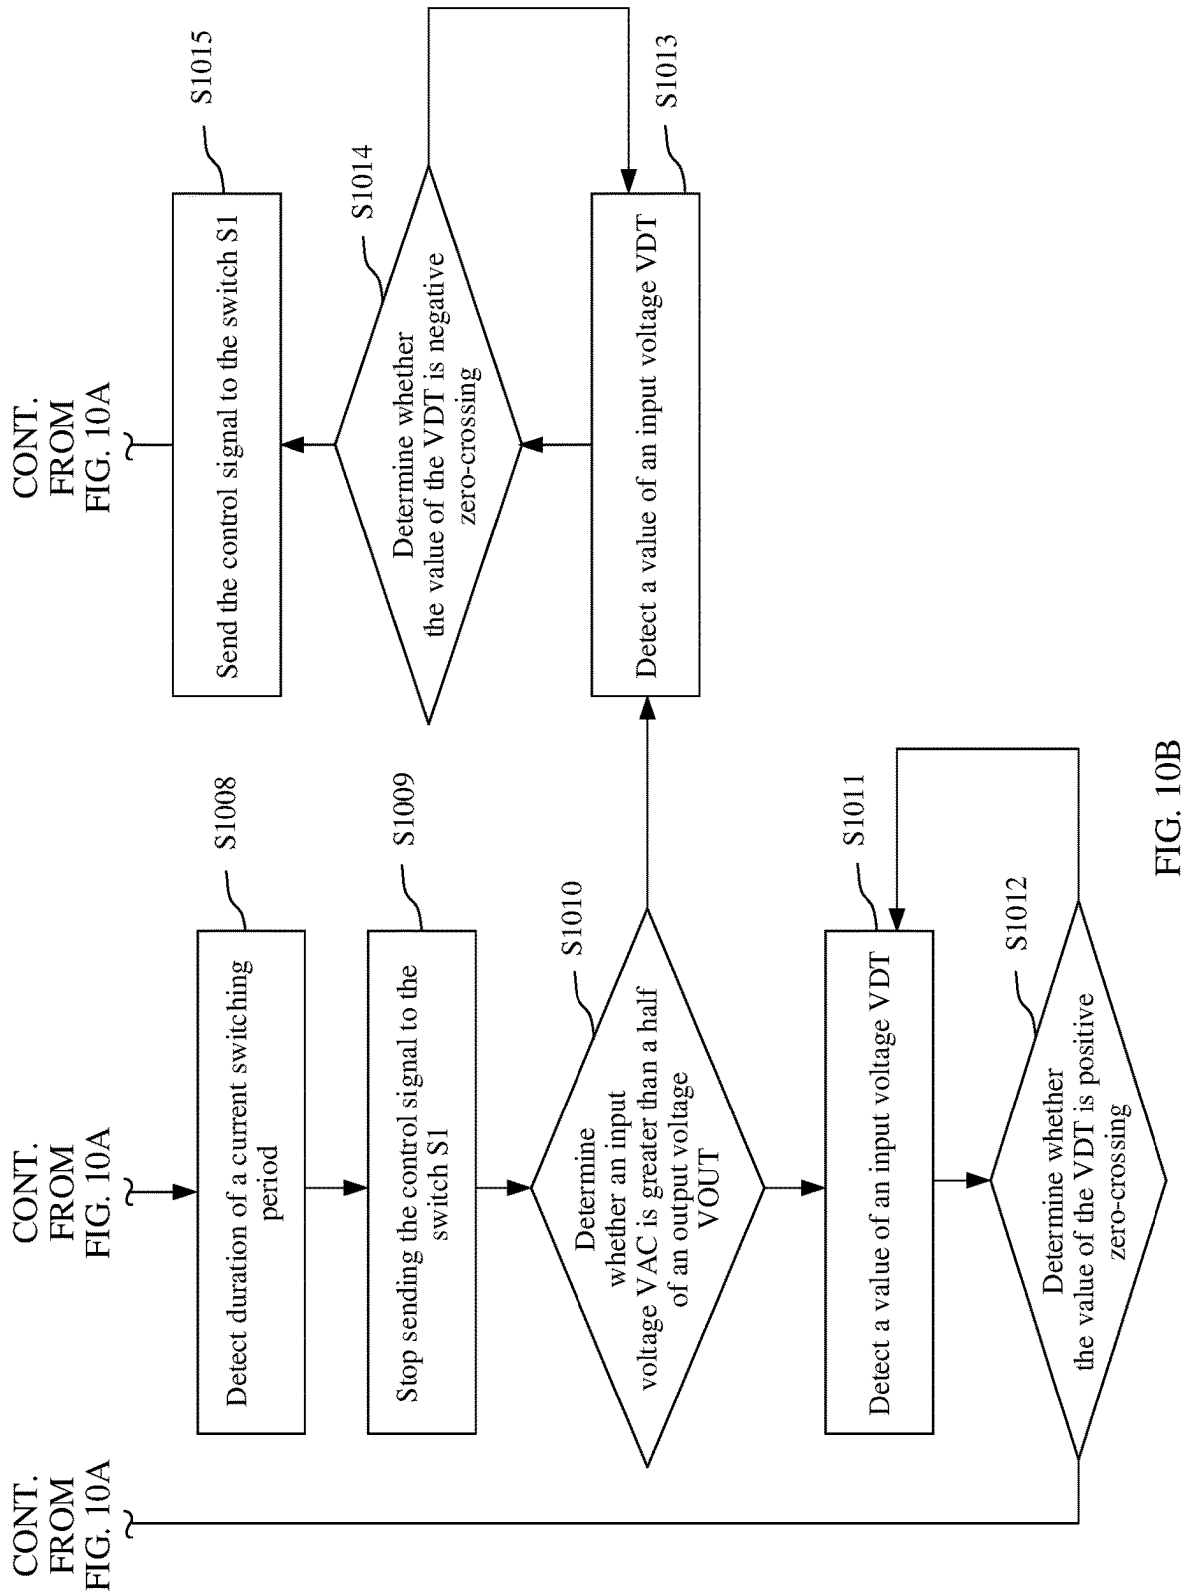 CONT.
FROM
FIG. 10A
CONT.
FROM
FIG. 10A
CONT.
FROM
FIG. 10A
S1008
Detect duration of a current switching
period
S1009
Stop sending the control signal to the
switch S1
S1010
Determine
whether an input
voltage VAC is greater than a half
of an output voltage
VOUT
S1011
Detect a value of an input voltage VDT
S1012
Determine whether
the value of the VDT is positive
zero-crossing
S1015
Send the control signal to the switch S1
S1014
Determine whether
the value of the VDT is negative
zero-crossing
S1013
Detect a value of an input voltage VDT
FIG. 10B